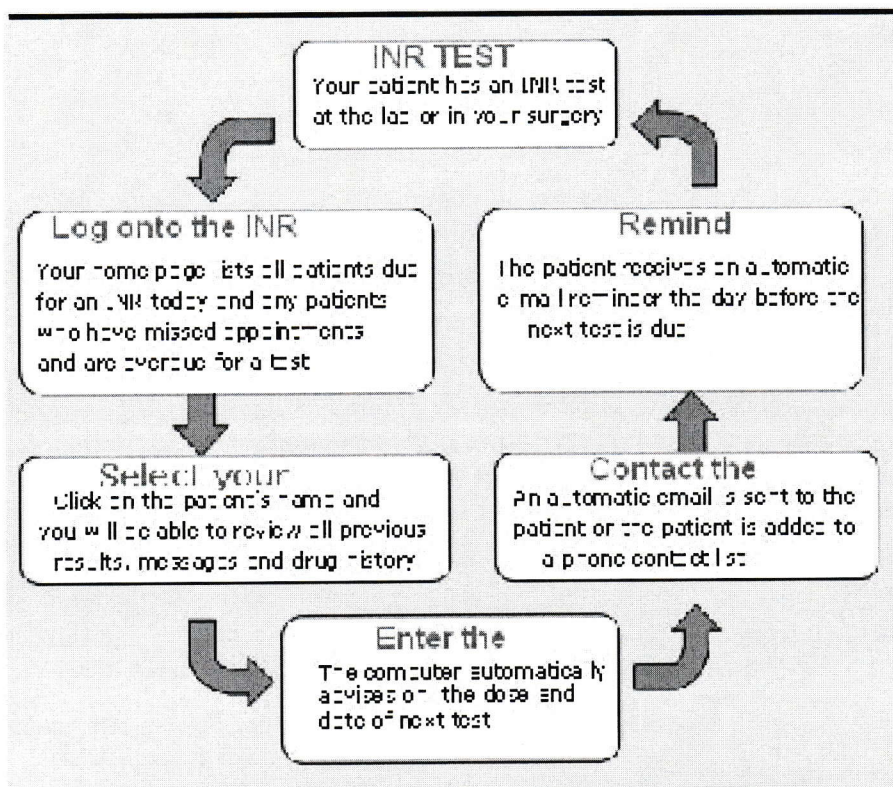 INR TEST
Your patient has an INR test
at the lab or in your surgery
Log onto the INR
Your home page lists all patients due
for an INR today and any patients
who have missed appointments
and are overdue for a test
Select your
Click on the patient's name and
you will be able to review all previous
results, messages and drug history
Enter the
The computer automatically
advises on the dose and
date of next test
Contact the
An automatic email is sent to the
patient or the patient is added to
a phone contact list
Remind
The patient receives an automatic
e mail reminder the day before the
next test is due